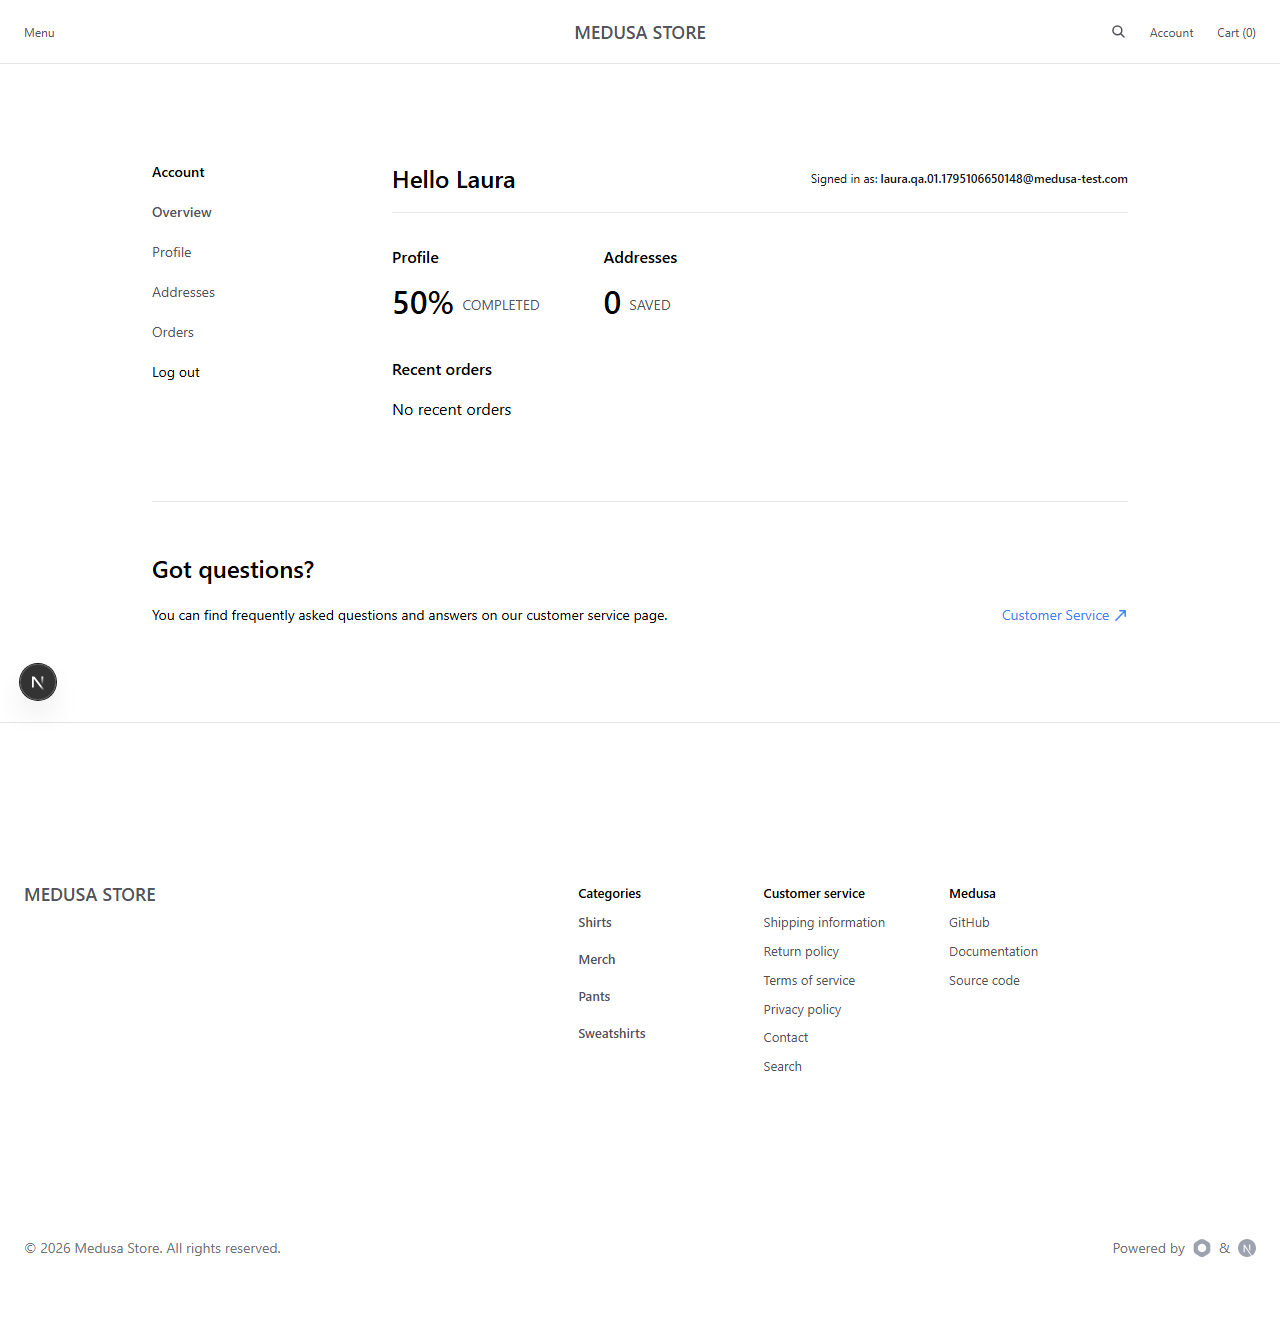 Menu
MEDUSA STORE
Account
Cart (0)
Account
Overview
Profile
Addresses
Orders
Log out
Hello Laura
Signed in as: laura.qa.01.1795106650148@medusa-test.com
Profile
50% COMPLETED
Addresses
0 SAVED
Recent orders
No recent orders
Got questions?
You can find frequently asked questions and answers on our customer service page.
Customer Service
N
MEDUSA STORE
Categories
Shirts
Merch
Pants
Sweatshirts
Customer service
Shipping information
Return policy
Terms of service
Privacy policy
Contact
Search
Medusa
GitHub
Documentation
Source code
© 2026 Medusa Store. All rights reserved.
Powered by & N